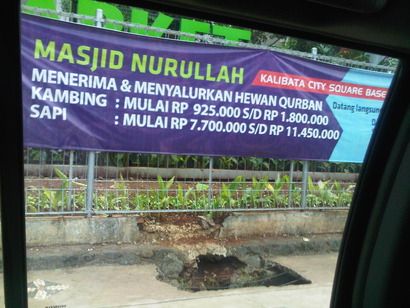 MASJID NURULLAH
KALIBATA CITY SQUARE BASE
MENERIMA & MENYALURKAN HEWAN QURBAN
Datang langsun
KAMBING : MULAI RP 925.000 S/D RP 1.800.000
SAPI : MULAI RP 7.700.000 S/D RP 11.450.000